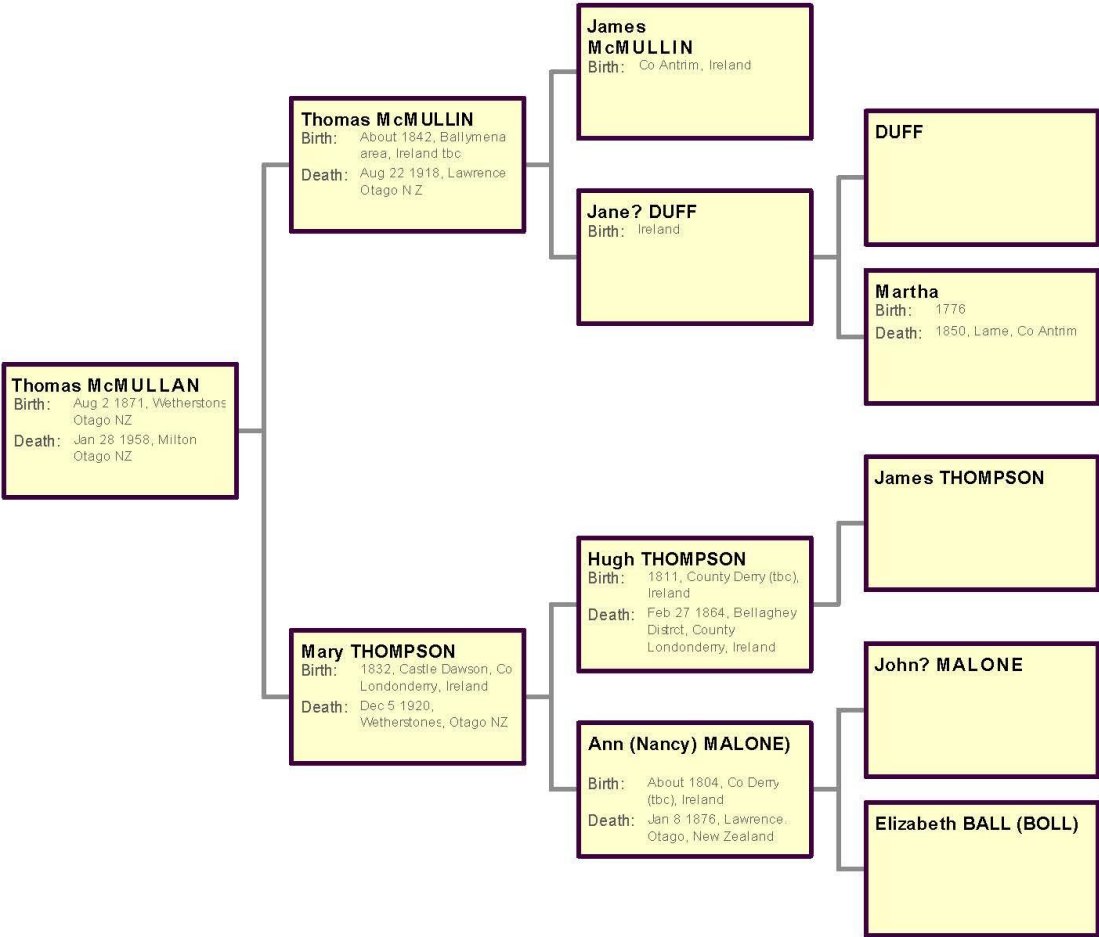 James
McMULLIN
Birth: Co Antrim, Ireland
Thomas McMULLIN
Birth: About 1842, Ballymena
area, Ireland tbc
Death: Aug 22 1918, Lawrence
Otago N Z
DUFF
Jane? DUFF
Birth: Ireland
Martha
Birth: 1776
Death: 1850, Larne, Co Antrim
Thomas McMULLAN
Birth: Aug 2 1871, Wetherstons
Otago NZ
Death: Jan 28 1958, Milton
Otago NZ
James THOMPSON
Hugh THOMPSON
Birth: 1811, County Derry (tbc),
Ireland
Death: Feb 27 1864, Bellaghey
Distrct, County
Londonderry, Ireland
Mary THOMPSON
Birth: 1832, Castle Dawson, Co
Londonderry, Ireland
Death: Dec 5 1920,
Wetherstones, Otago NZ
John? MALONE
Ann (Nancy) MALONE)
Birth: About 1804, Co Derry
(tbc), Ireland
Death: Jan 8 1876, Lawrence.
Otago, New Zealand
Elizabeth BALL (BOLL)